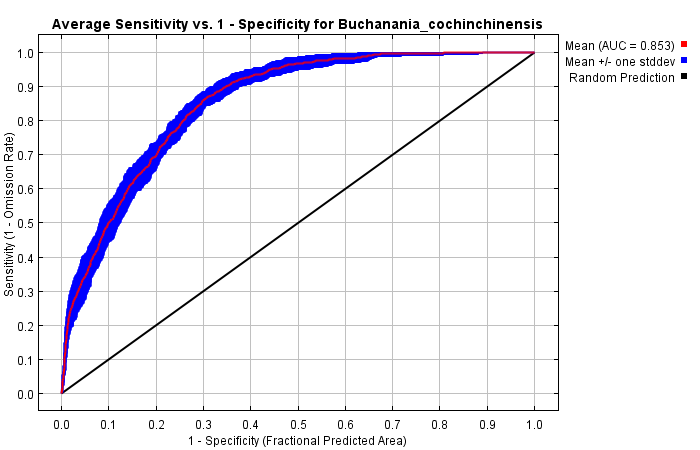 Average Sensitivity vs. 1 - Specificity for Buchanania_cochinchinensis
Mean (AUC = 0.853)
Mean +/- one stddev
Random Prediction
Sensitivity (1 - Omission Rate)
1.0
0.9
0.8
0.7
0.6
0.5
0.4
0.3
0.2
0.1
0.0
0.0 0.1 0.2 0.3 0.4 0.5 0.6 0.7 0.8 0.9 1.0
1 - Specificity (Fractional Predicted Area)